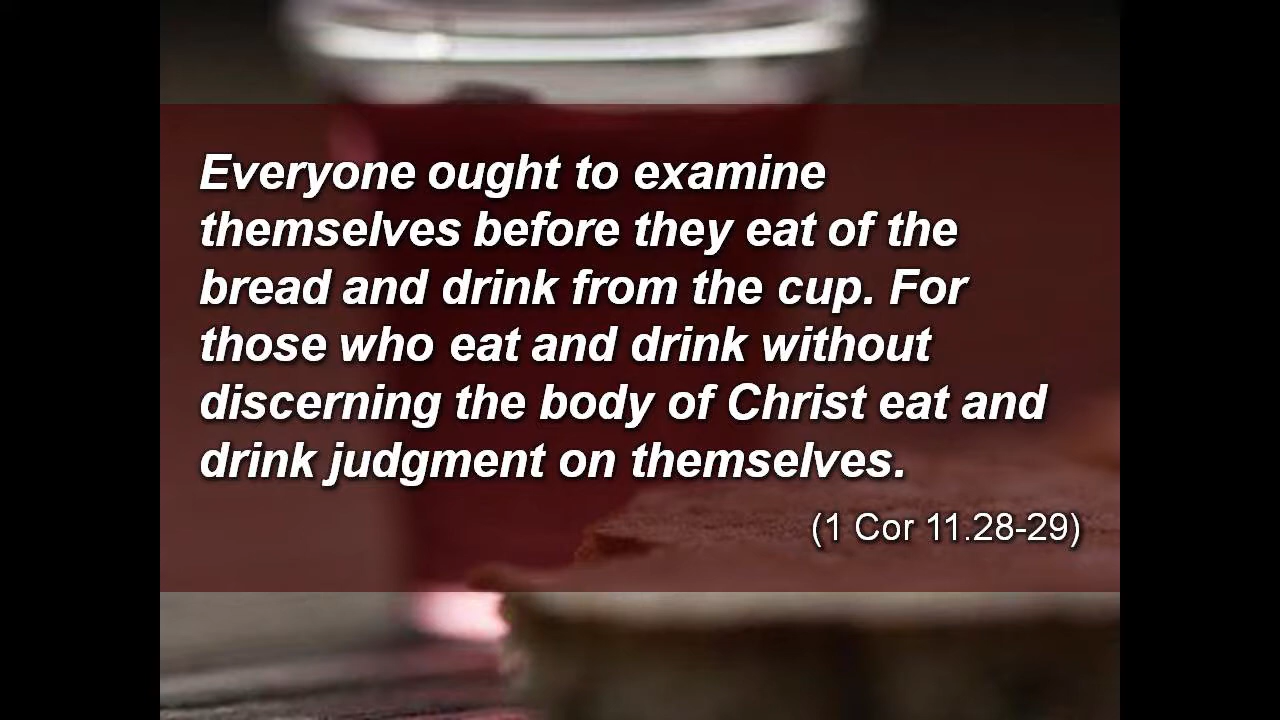 Everyone ought to examine
themselves before they eat of the
bread and drink from the cup. For
those who eat and drink without
discerning the body of Christ eat and
drink judgment on themselves.
(1 Cor 11.28-29)